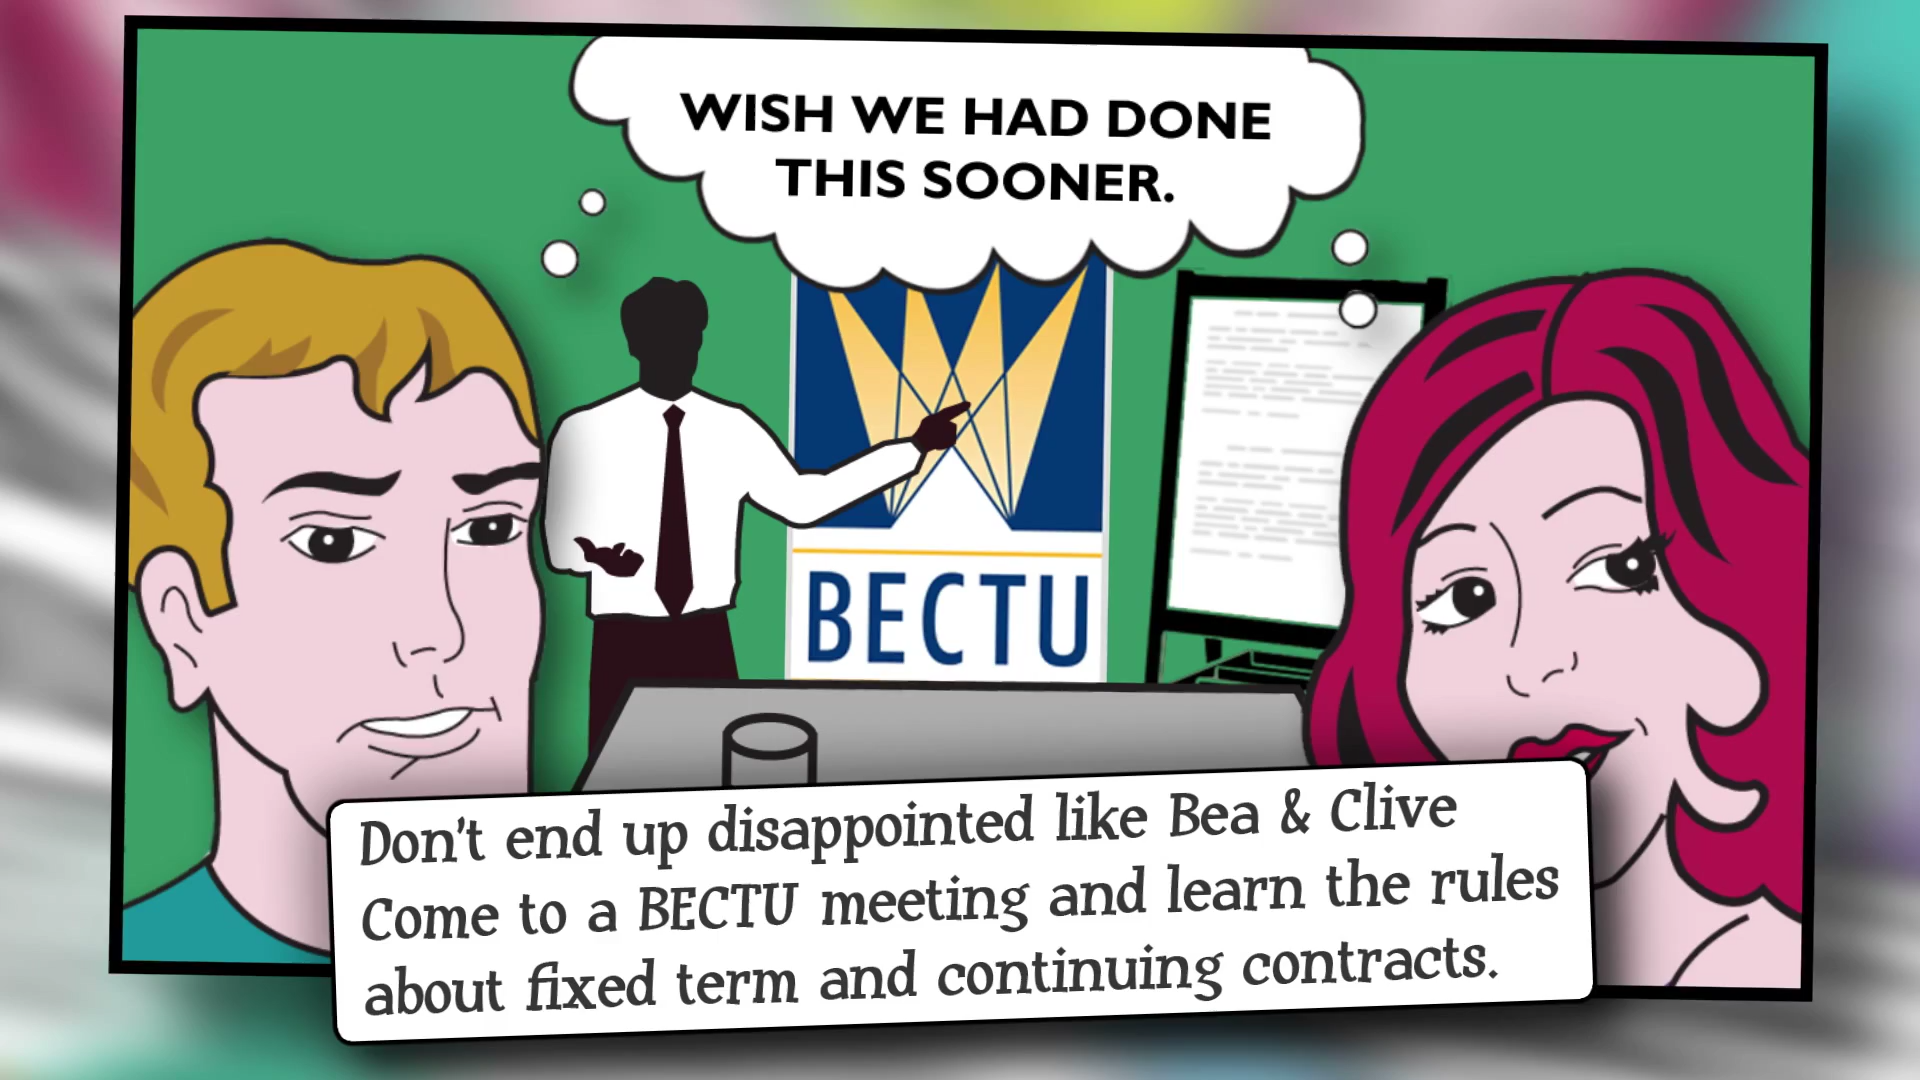 WISH WE HAD DONE
THIS SOONER.
BECTU
Don't end up disappointed like Bea & Clive
Come to a BECTU meeting and learn the rules
about fixed term and continuing contracts.